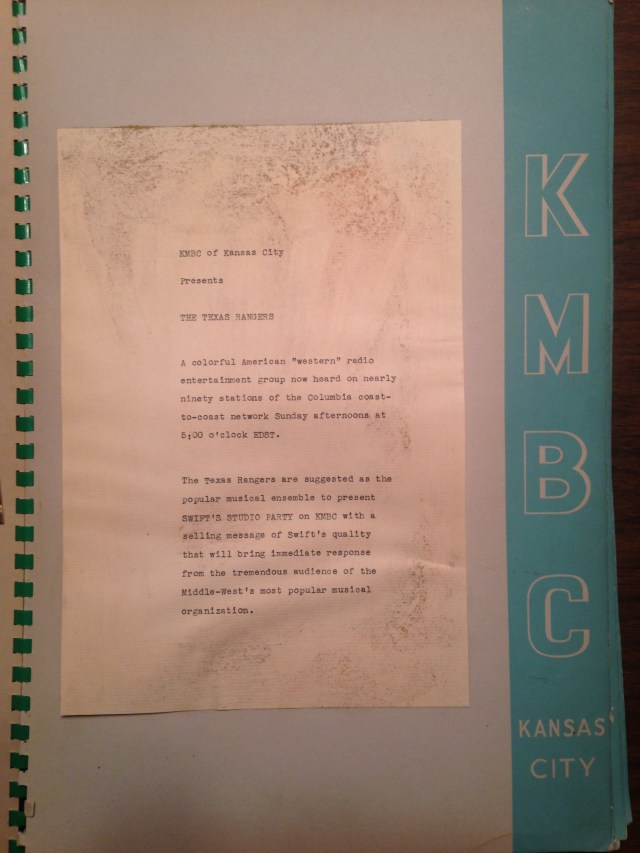 KMBC of Kansas City
Presents
THE TEXAS RANGERS
A colorful American "western" radio
entertainment group now heard on nearly
ninety stations of the Columbia coast-
to-coast network Sunday afternoons at
5:00 o'clock EDST.
The Texas Rangers are suggested as the
popular musical ensemble to present
SWIFT'S STUDIO PARTY on KMBC with a
selling message of Swift's quality
that will bring immediate response
from the tremendous audience of the
Middle-West's most popular musical
organization.
K
M
B
C
KANSAS
CITY